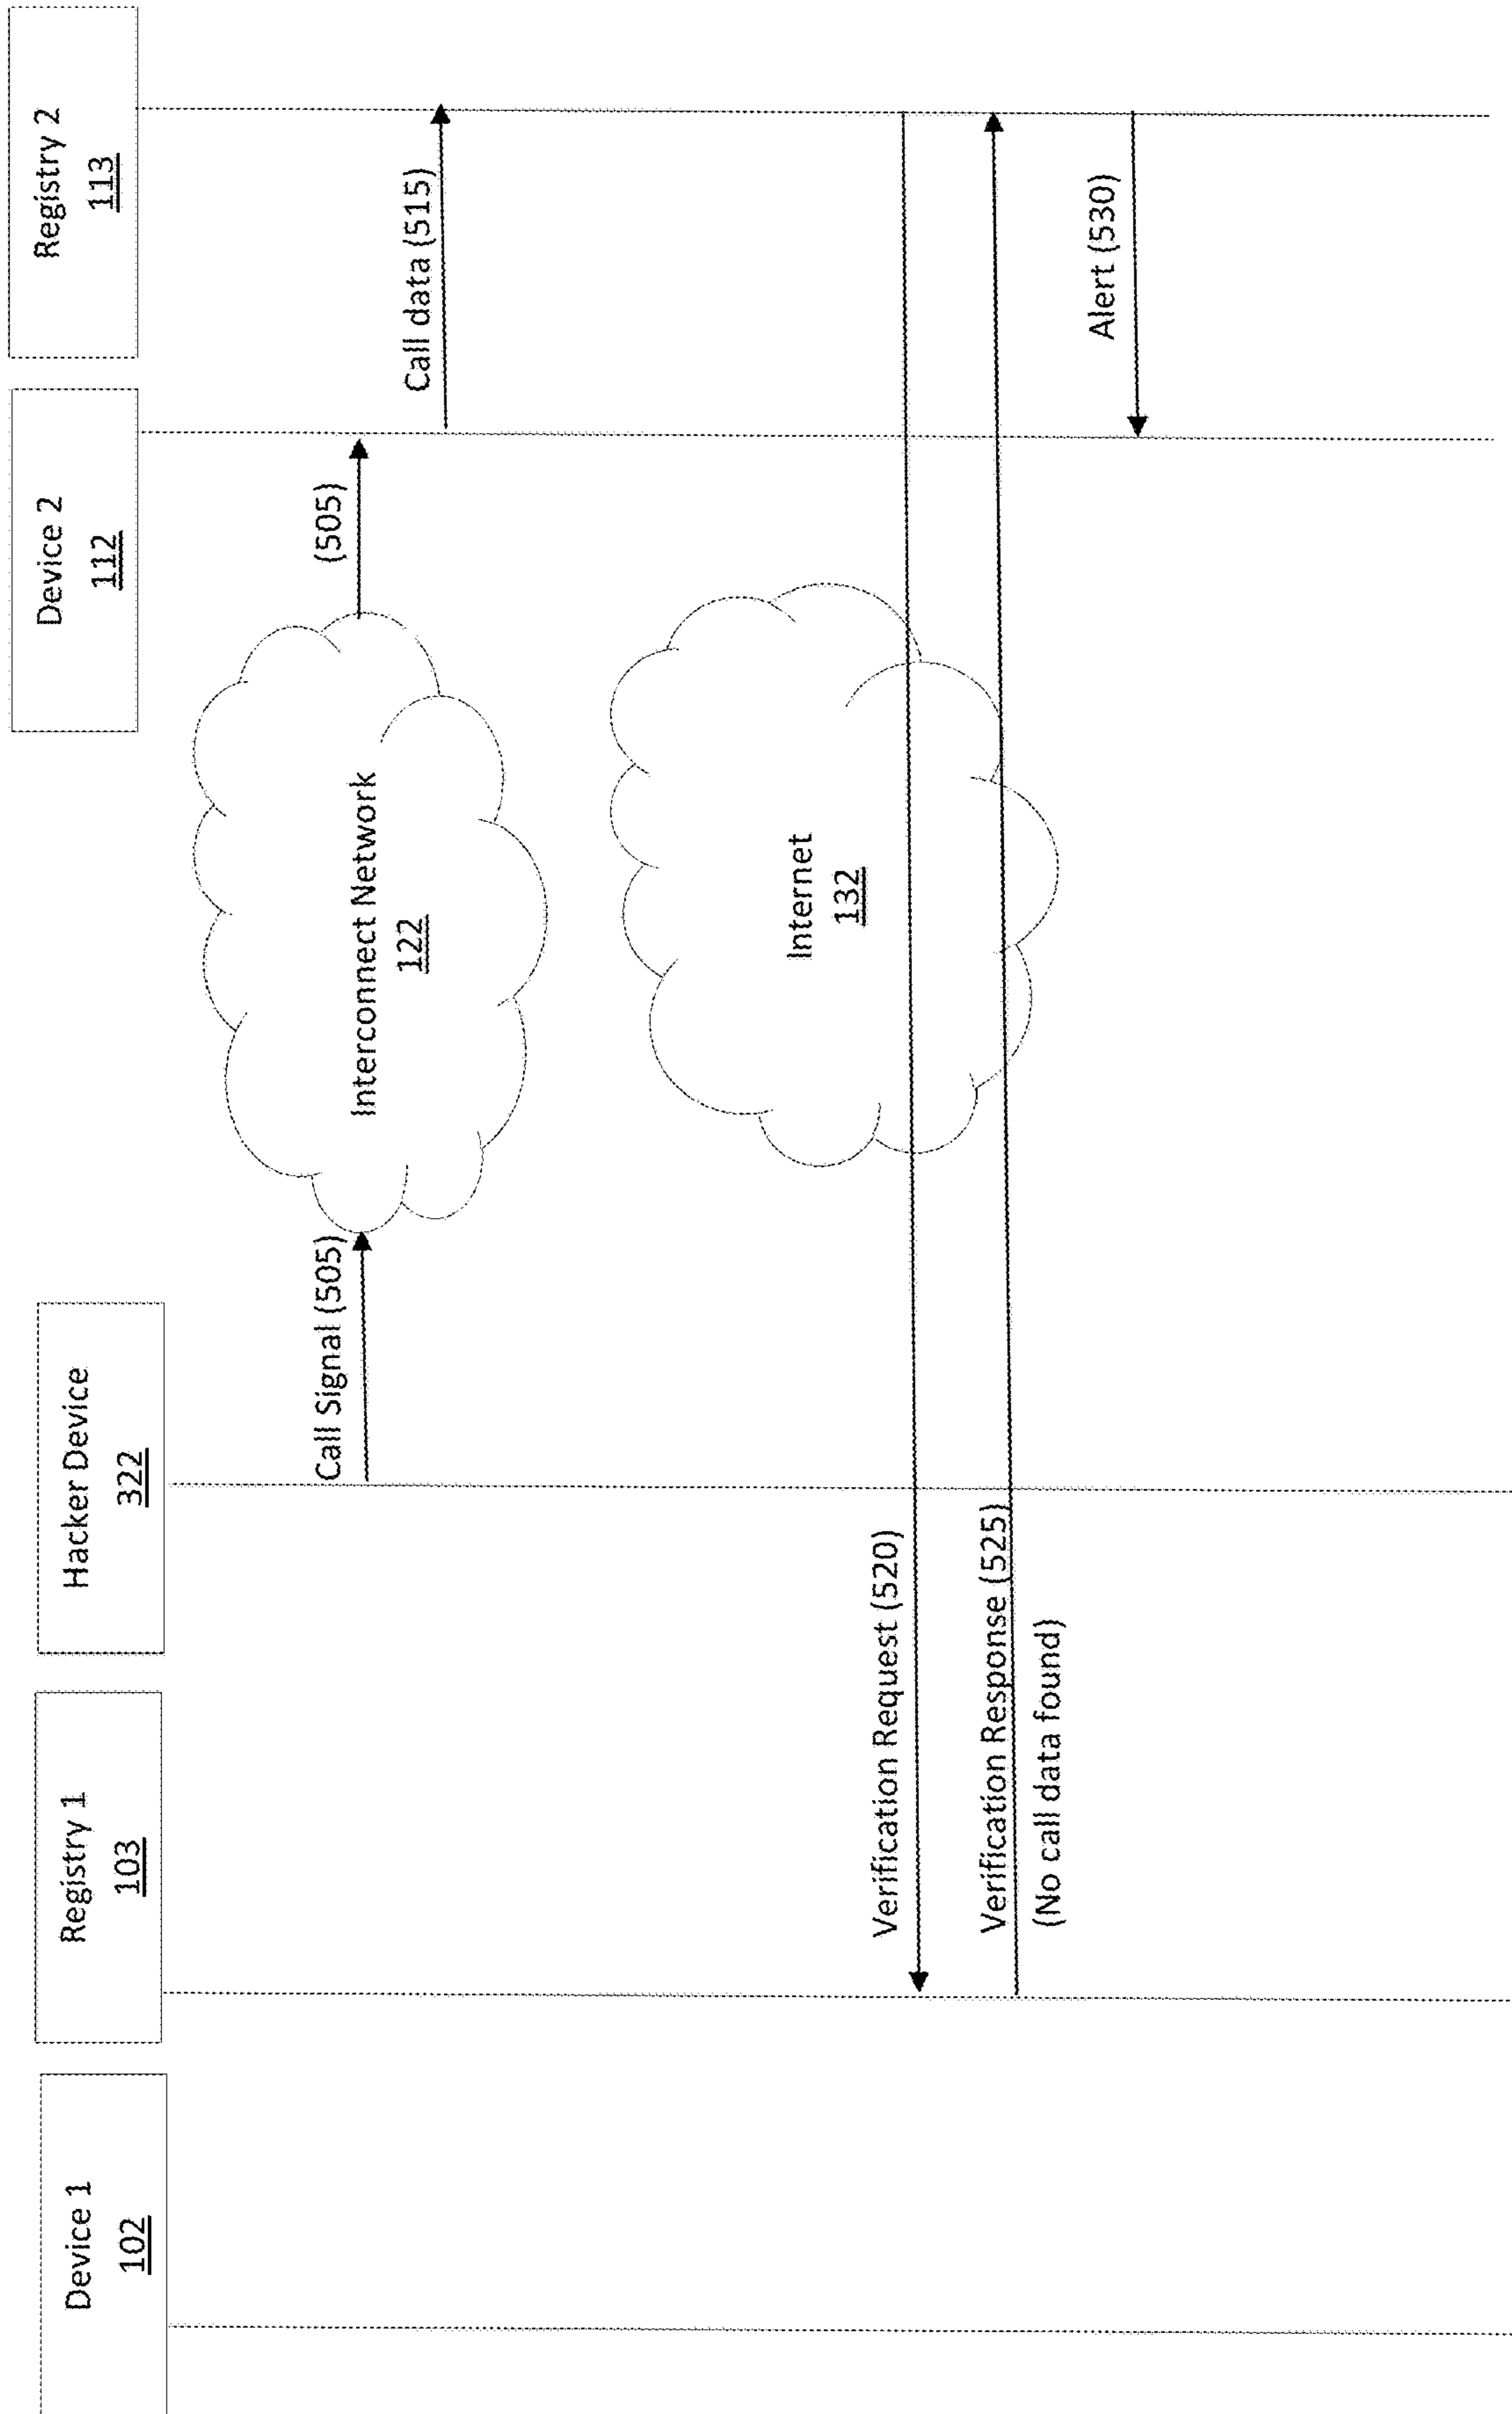 Device 1
102
Registry 1
103
Hacker Device
322
Device 2
112
Registry 2
113
Call Signal (505)
(505)
Interconnect Network
122
Call data (515)
Internet
132
Verification Request (520)
Verification Response (525)
(No call data found)
Alert (530)